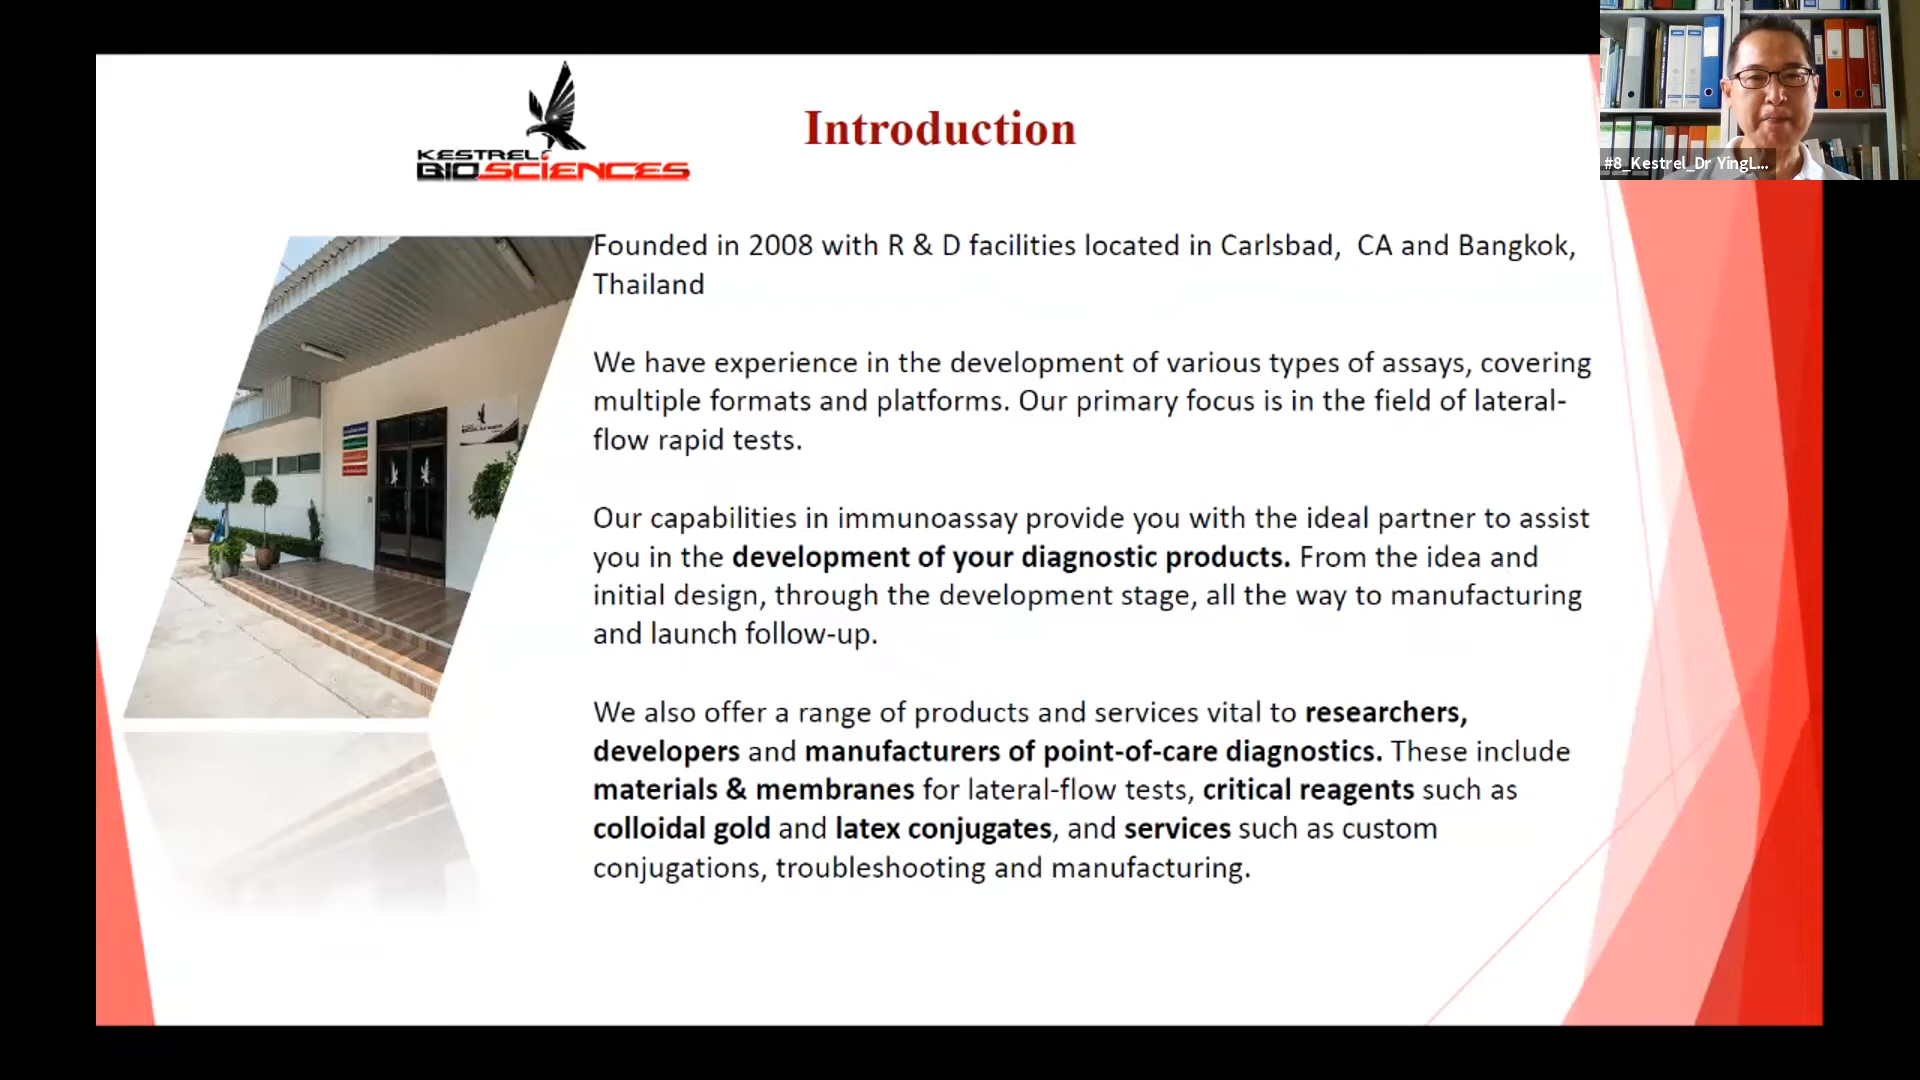 KESTREL
BIOSCIENCES
Introduction
#8_Kestrel_Dr YingL...
Founded in 2008 with R & D facilities located in Carlsbad,  CA and Bangkok,
Thailand
We have experience in the development of various types of assays, covering
multiple formats and platforms. Our primary focus is in the field of lateral-
flow rapid tests.
Our capabilities in immunoassay provide you with the ideal partner to assist
you in the development of your diagnostic products. From the idea and
initial design, through the development stage, all the way to manufacturing
and launch follow-up.
We also offer a range of products and services vital to researchers,
developers and manufacturers of point-of-care diagnostics. These include
materials & membranes for lateral-flow tests, critical reagents such as
colloidal gold and latex conjugates, and services such as custom
conjugations, troubleshooting and manufacturing.